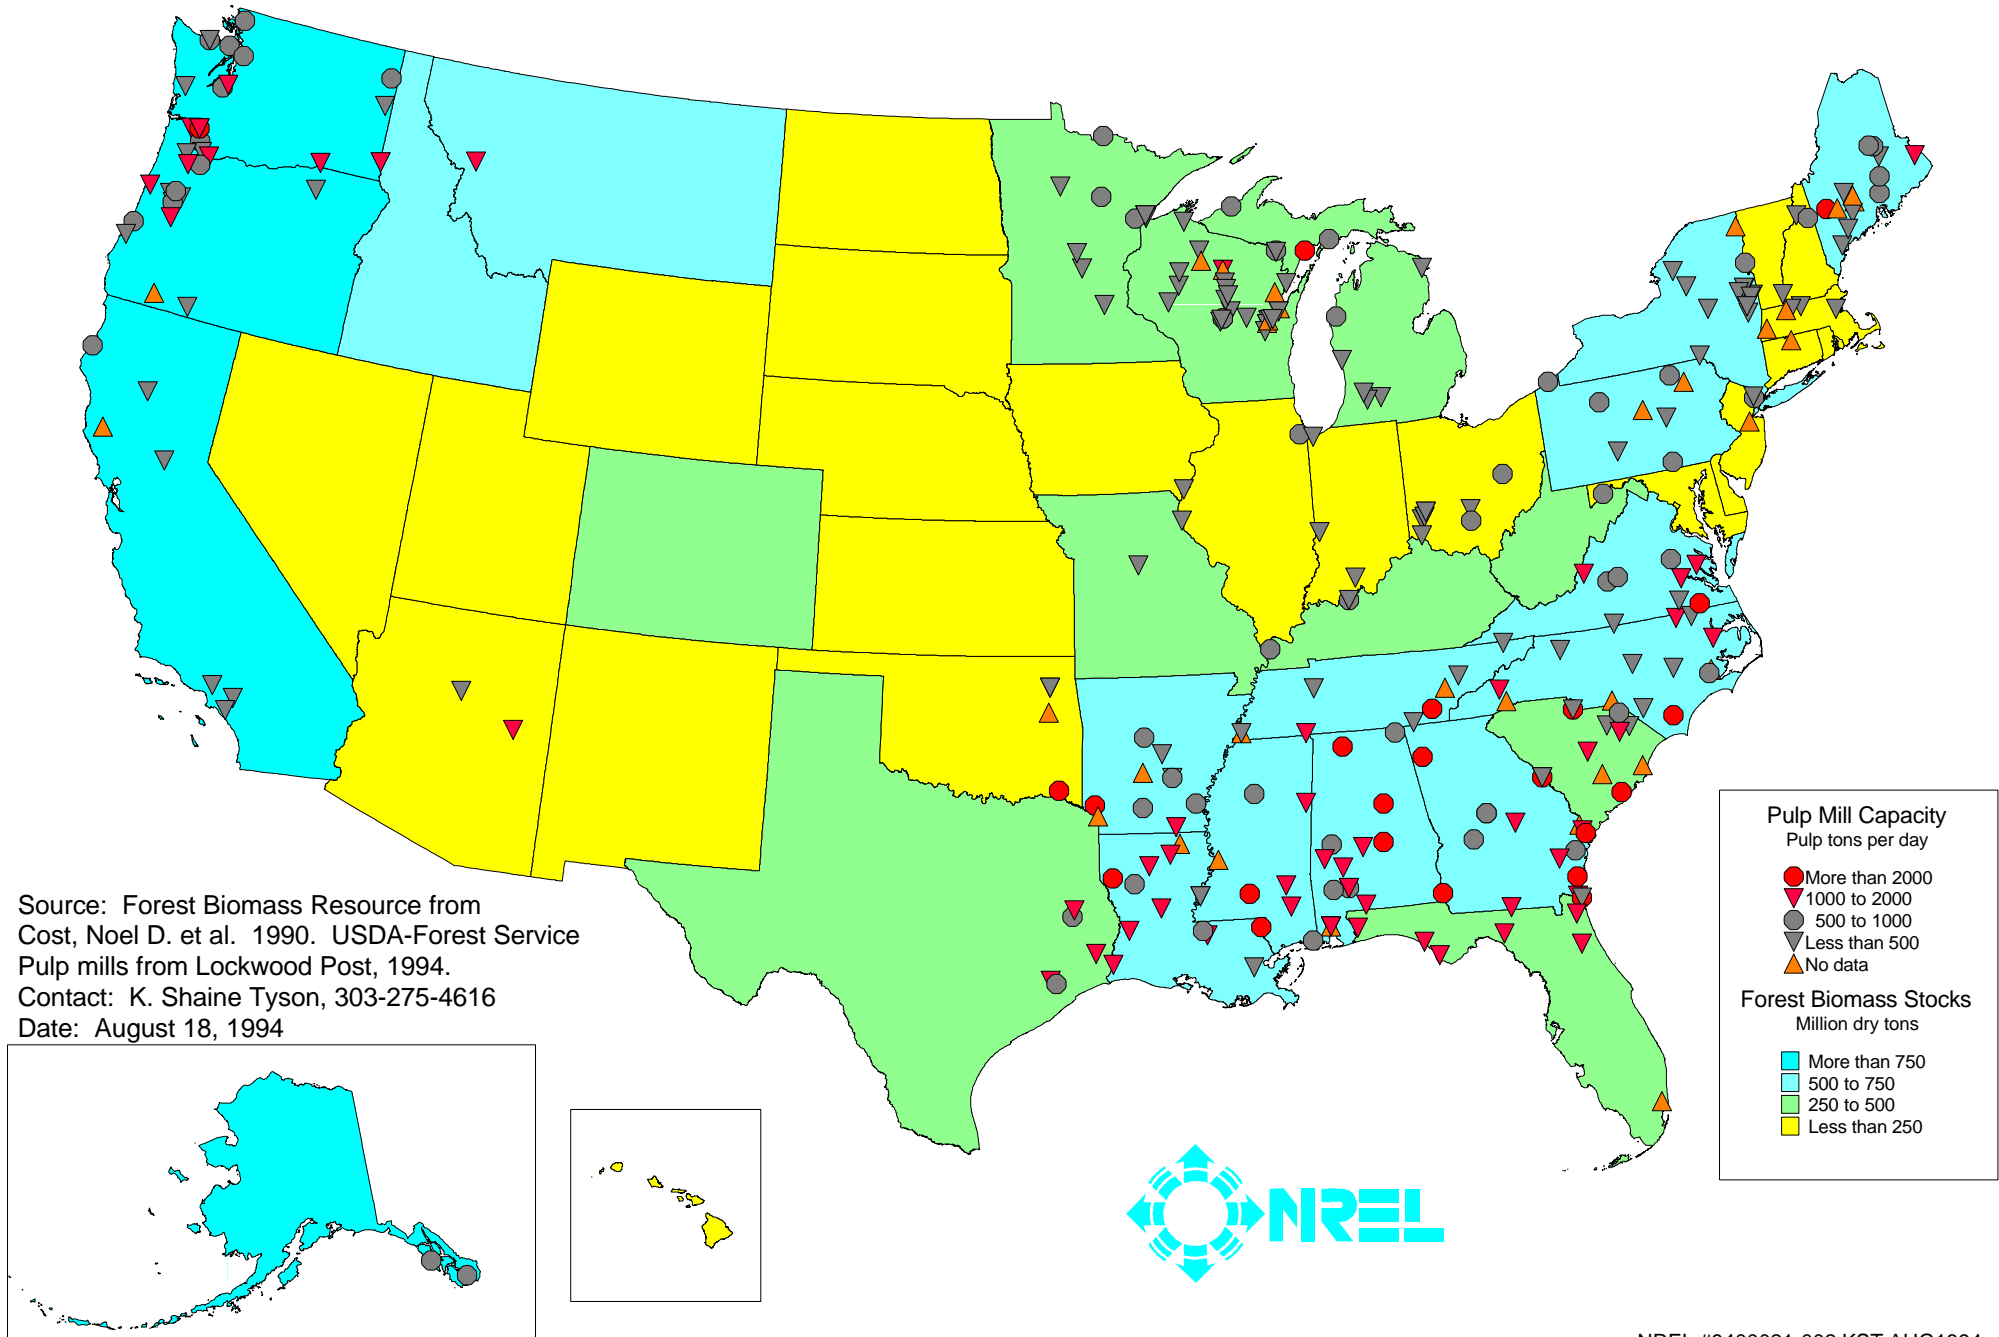 Source: Forest Biomass Resource from
Cost, Noel D. et al. 1990. USDA-Forest Service
Pulp mills from Lockwood Post, 1994.
Contact: K. Shaine Tyson, 303-275-4616
Date: August 18, 1994
Pulp Mill Capacity
Pulp tons per day
More than 2000
1000 to 2000
500 to 1000
Less than 500
No data
Forest Biomass Stocks
Million dry tons
More than 750
500 to 750
250 to 500
Less than 250
NREL